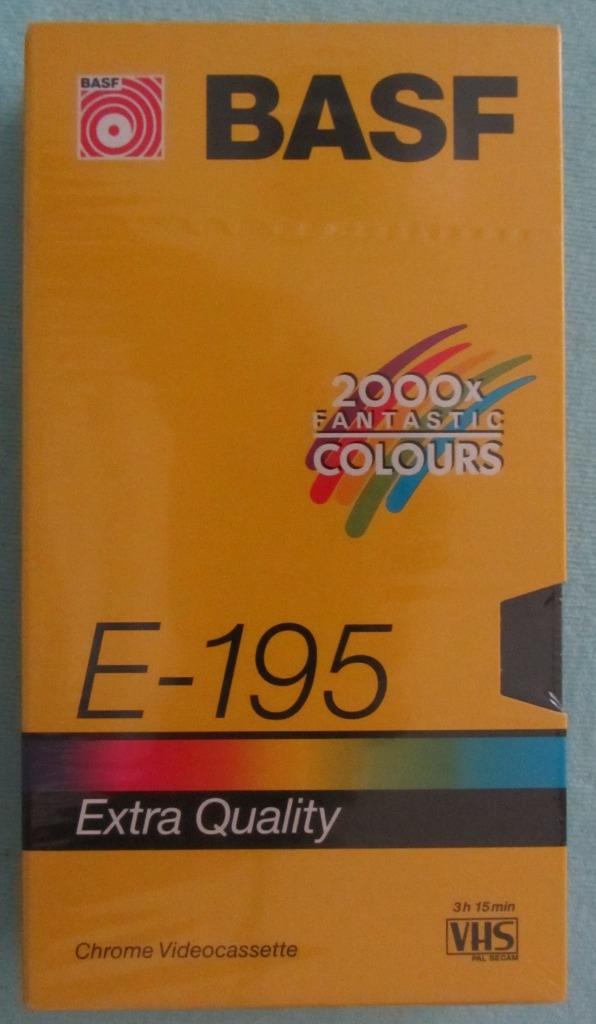 BASF
BASF
2000x
FANTASTIC
COLOURS
E-195
Extra Quality
3h 15min
Chrome Videocassette
VHS
PAL SECAM